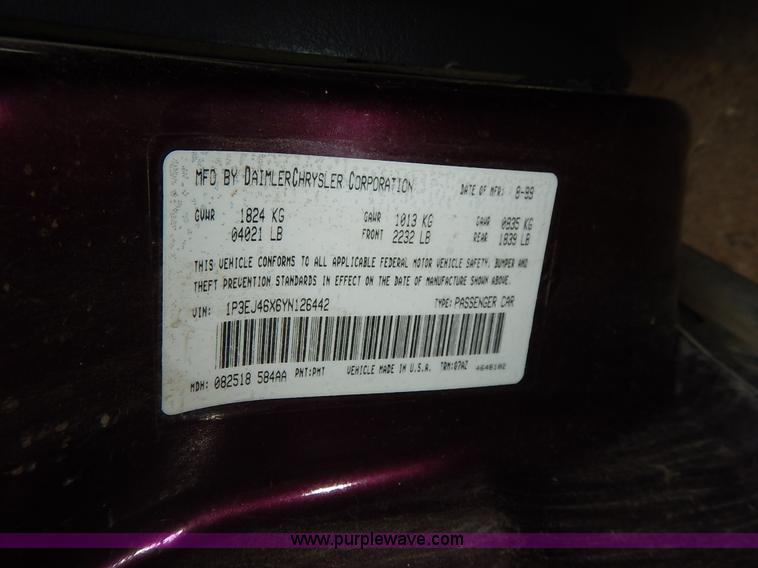 MFD BY DAIMLERCHRYSLER CORPORATION DATE OF MFR: 8-99
GVWR 1824 KG GAWR 1013 KG GAWR 0835 KG
04021 LB FRONT 2232 LB REAR 1839 LB
THIS VEHICLE CONFORMS TO ALL APPLICABLE FEDERAL MOTOR VEHICLE SAFETY, BUMPER AND
THEFT PREVENTION STANDARDS IN EFFECT ON THE DATE OF MANUFACTURE SHOWN ABOVE.
VIN: 1P3EJ46X6YN126442 TYPE: PASSENGER CAR
MDH: 082518 584AA PNT:PMT VEHICLE MADE IN U.S.A. TRM:07AZ 4648102
www.purplewave.com